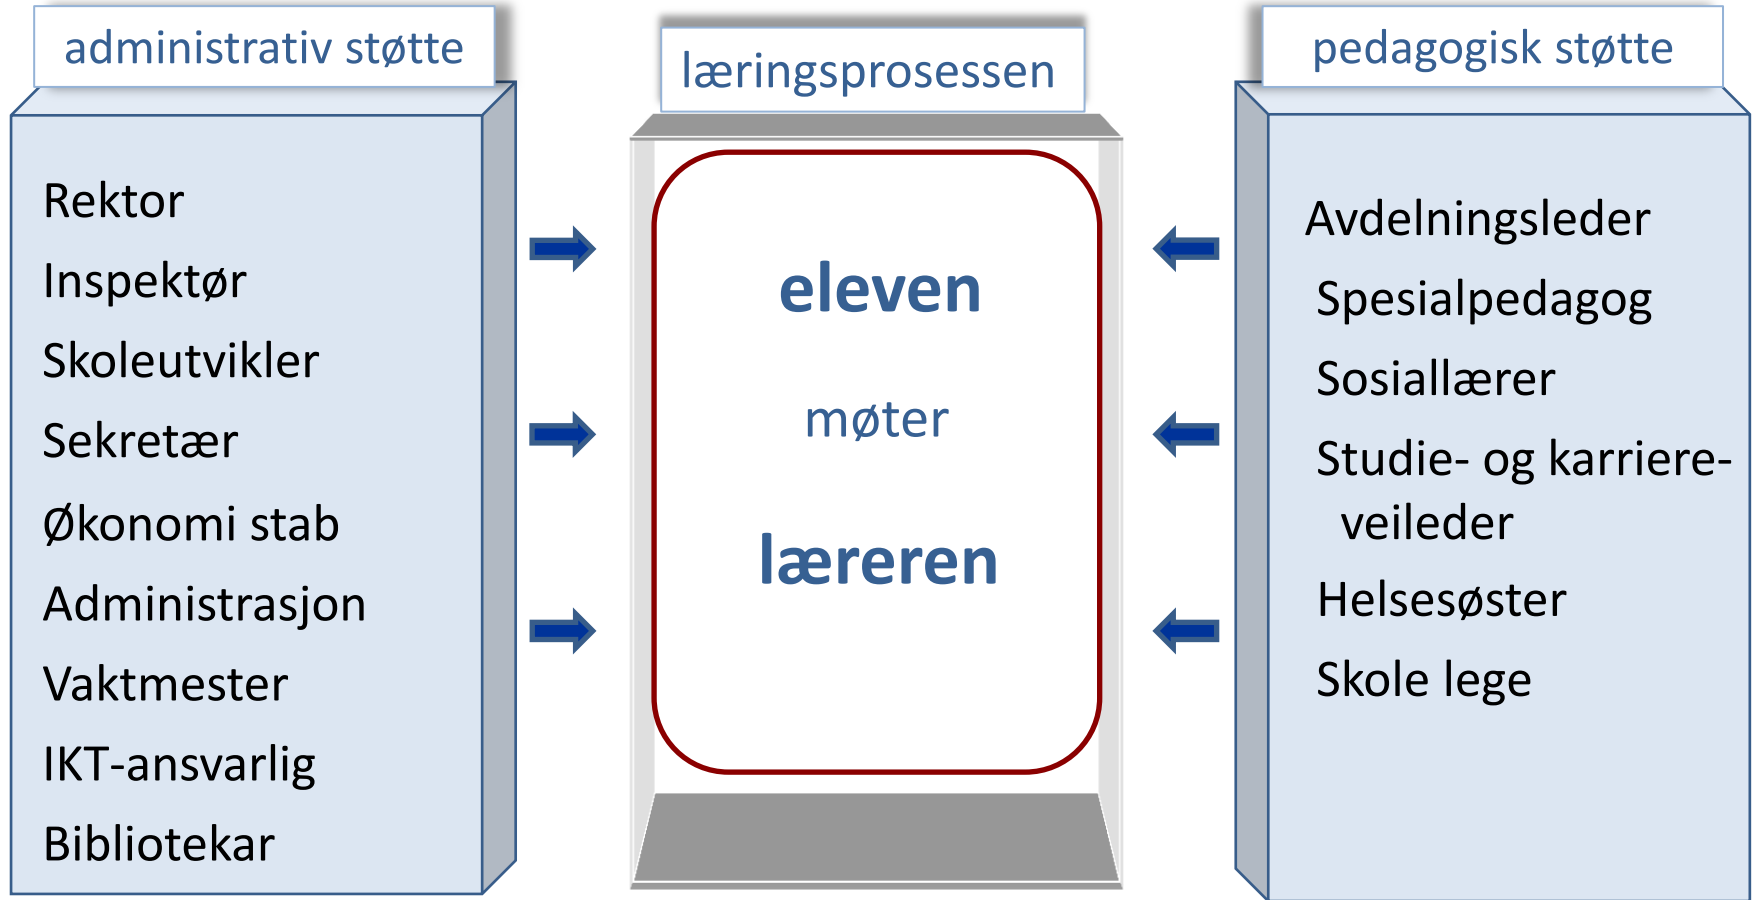 administrativ støtte
Rektor
Inspektør
Skoleutvikler
Sekretær
Økonomi stab
Administrasjon
Vaktmester
IKT-ansvarlig
Bibliotekar
læringsprosessen
eleven
møter
læreren
pedagogisk støtte
Avdelningsleder
Spesialpedagog
Sosiallærer
Studie- og karriere-
veileder
Helsesøster
Skole lege